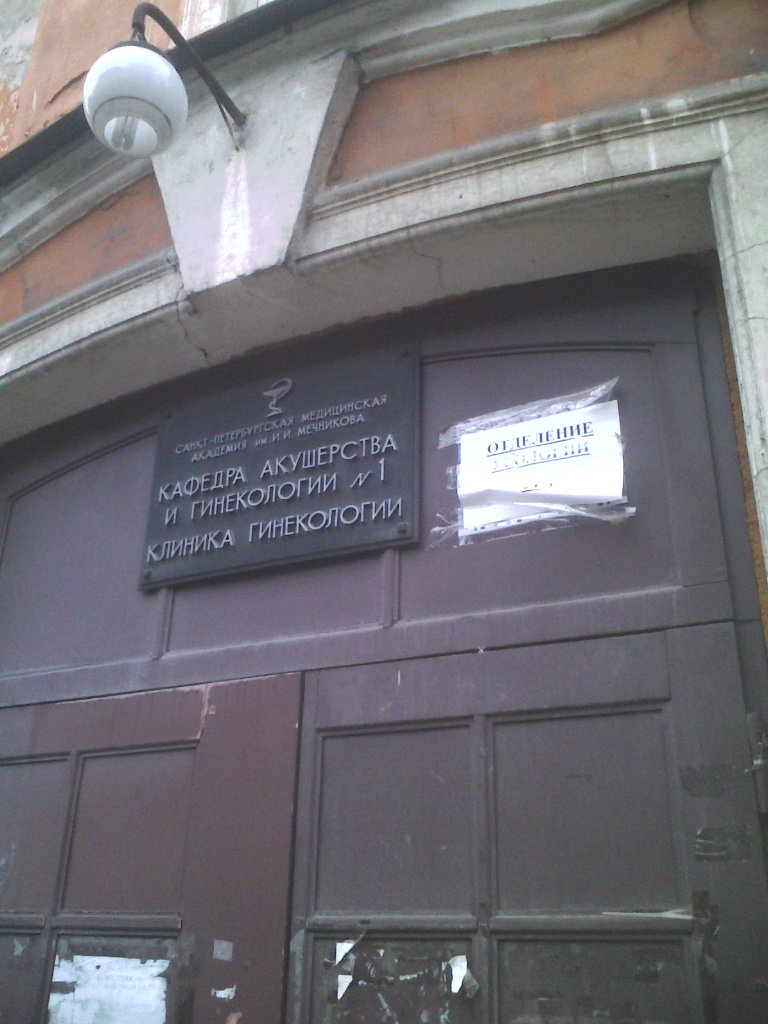 САНКТ-ПЕТЕРБУРГСКАЯ МЕДИЦИНСКАЯ
АКАДЕМИЯ им. И.И. МЕЧНИКОВА
КАФЕДРА АКУШЕРСТВА
И ГИНЕКОЛОГИИ №1
КЛИНИКА ГИНЕКОЛОГИИ
ОТДЕЛЕНИЕ